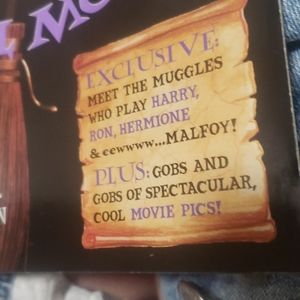 EXCLUSIVE:
MEET THE MUGGLES
WHO PLAY HARRY,
RON, HERMIONE
& eewwww...MALFOY!
PLUS: GOBS AND
GOBS OF SPECTACULAR,
COOL MOVIE PICS!